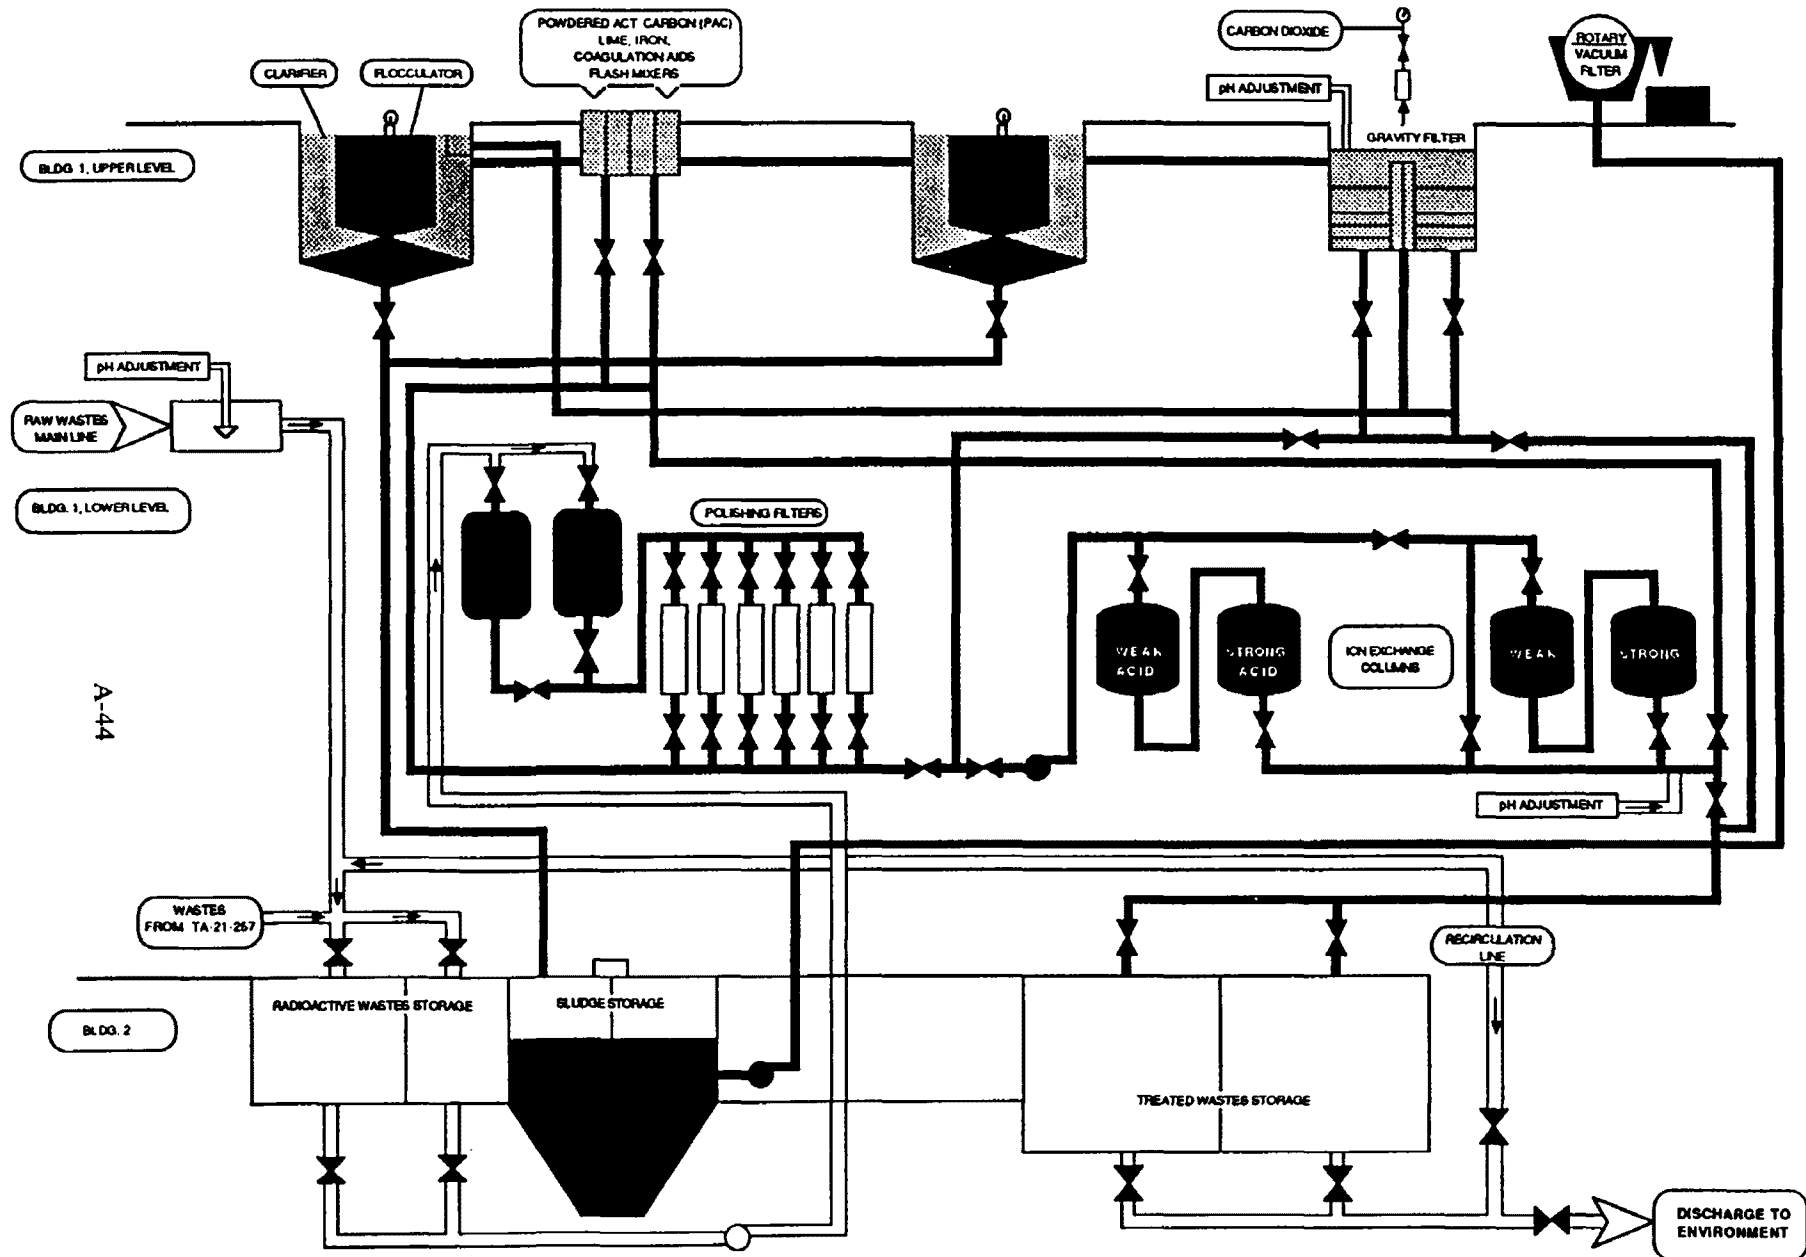 POWDERED ACT CARBON (PAC)
LIME, IRON,
COAGULATION AIDS
FLASH MIXERS
CARBON DIOXIDE
ROTARY
VACUUM
FILTER
CLARIFIER
FLOCCULATOR
pH ADJUSTMENT
GRAVITY FILTER
BLDG 1, UPPER LEVEL
pH ADJUSTMENT
RAW WASTES
MAIN LINE
BLDG. 1, LOWER LEVEL
POLISHING FILTERS
WEAK
ACID
STRONG
ACID
ION EXCHANGE
COLUMNS
WEAK
STRONG
A-44
pH ADJUSTMENT
WASTES
FROM TA-21-257
RECIRCULATION
LINE
RADIOACTIVE WASTES STORAGE
SLUDGE STORAGE
BLDG. 2
TREATED WASTES STORAGE
DISCHARGE TO
ENVIRONMENT